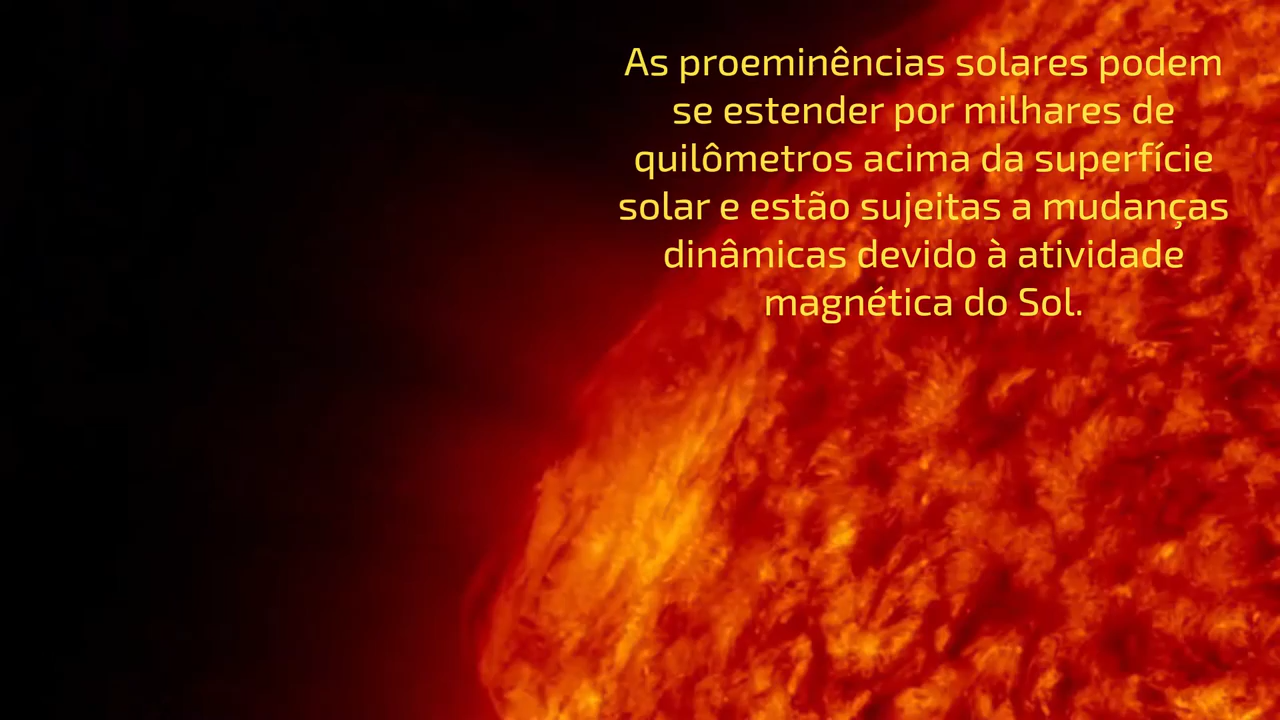 As proeminências solares podem
se estender por milhares de
quilômetros acima da superfície
solar e estão sujeitas a mudanças
dinâmicas devido à atividade
magnética do Sol.